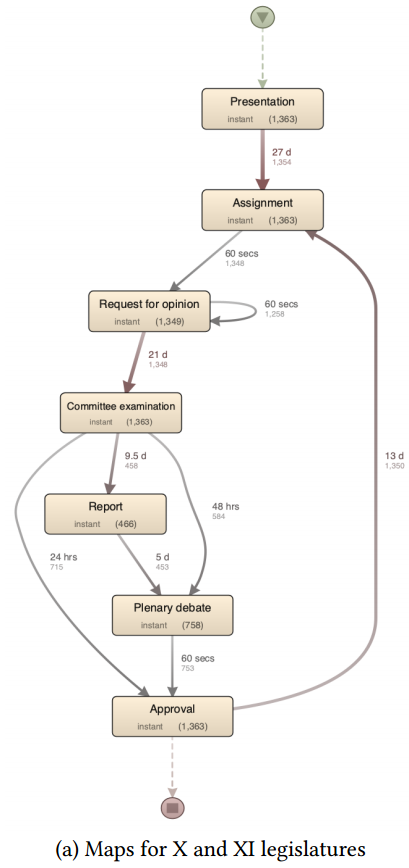 Presentation
instant (1,363)
27 d
1,354
Assignment
instant (1,363)
60 secs
1,348
Request for opinion
instant (1,349)
60 secs
1,258
21 d
1,348
Committee examination
instant (1,363)
9.5 d
458
Report
instant (466)
48 hrs
584
13 d
1,350
24 hrs
715
5 d
453
Plenary debate
instant (758)
60 secs
753
Approval
instant (1,363)
(a) Maps for X and XI legislatures